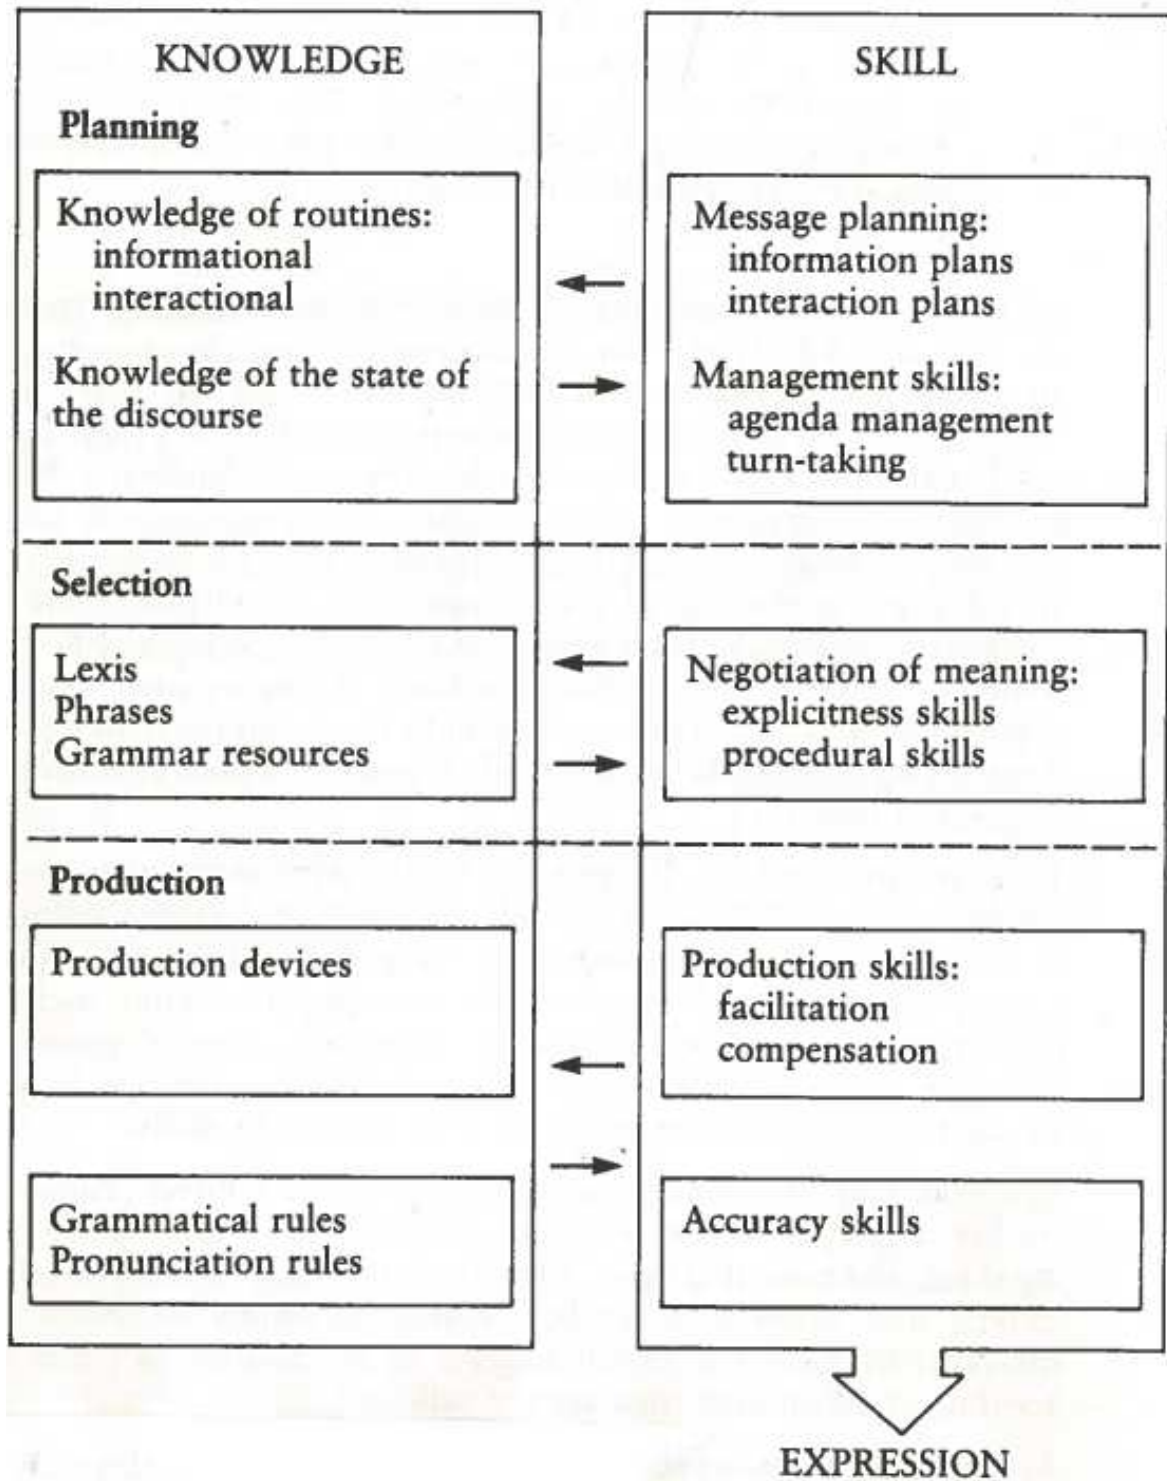 KNOWLEDGE
Planning
Knowledge of routines:
informational
interactional
Knowledge of the state of
the discourse
SKILL
Message planning:
information plans
interaction plans
Management skills:
agenda management
turn-taking
Selection
Lexis
Phrases
Grammar resources
Negotiation of meaning:
explicitness skills
procedural skills
Production
Production devices
Production skills:
facilitation
compensation
Grammatical rules
Pronunciation rules
Accuracy skills
EXPRESSION